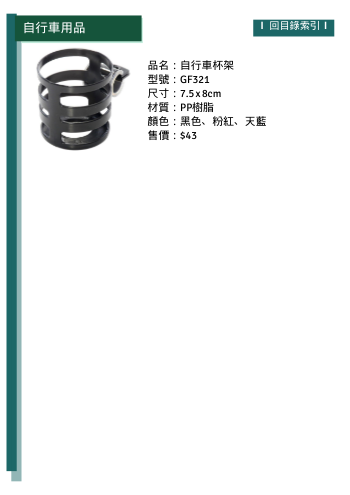 自行車用品
I 回目錄索引 I
品名：自行車杯架
型號：GF321
尺寸：7.5x8cm
材質：PP樹脂
顏色：黑色、粉紅、天藍
售價：$43